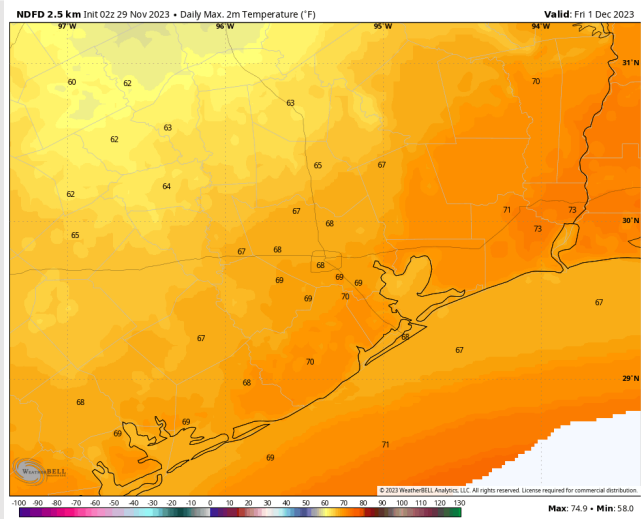 NDFD 2.5 km Init 02z 29 Nov 2023 • Daily Max. 2m Temperature (°F)
Valid: Fri 1 Dec 2023
97°W 96°W 95°W 94°W
31°N
60 62 70
63
62 63
65 67
62 64
67 71 73
30°N
65 68 73
67 68
68
69 69 69
69 70 67
67 68
67
70
29°N
68
68
69
69
71
69
WEATHERBELL
© 2023 WeatherBELL Analytics, LLC. All rights reserved. License required for commercial distribution.
-100 -90 -80 -70 -60 -50 -40 -30 -20 -10 0 10 20 30 40 50 60 70 80 90 100 110 120 130
Max: 74.9 • Min: 58.0